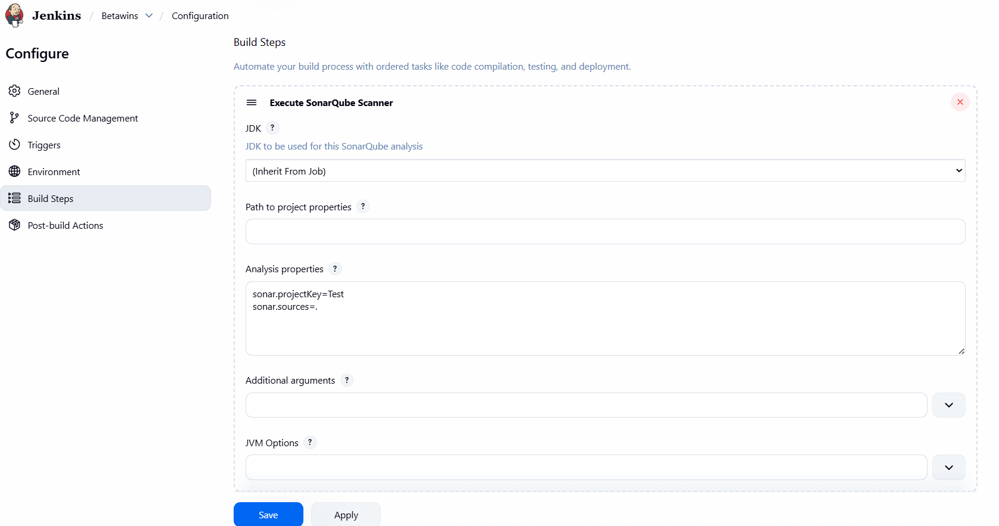 Jenkins / Betawins / Configuration
Configure
General
Source Code Management
Triggers
Environment
Build Steps
Post-build Actions
Build Steps
Automate your build process with ordered tasks like code compilation, testing, and deployment.
Execute SonarQube Scanner
JDK ?
JDK to be used for this SonarQube analysis
(Inherit From Job)
Path to project properties ?
Analysis properties ?
sonar.projectKey=Test
sonar.sources=.
Additional arguments ?
JVM Options ?
Save Apply